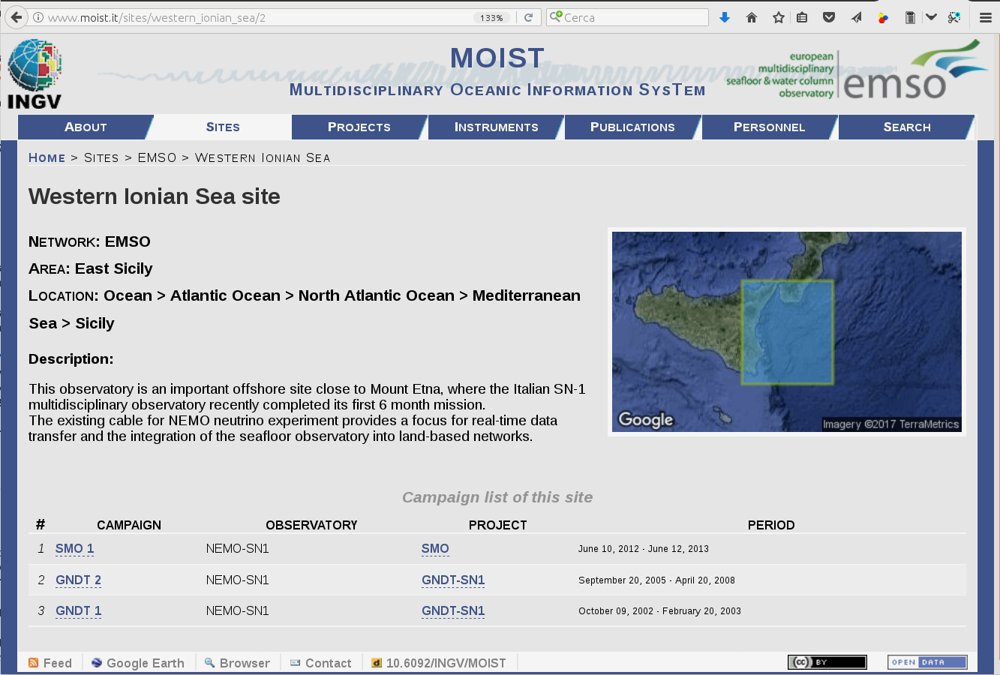 www.moist.it/sites/western_ionian_sea/2
133%
Cerca
INGV
MOIST
Multidisciplinary Oceanic Information SysTem
european
multidisciplinary
seafloor & water column
observatory
emso
About
Sites
Projects
Instruments
Publications
Personnel
Search
Home > Sites > EMSO > Western Ionian Sea
Western Ionian Sea site
Network: EMSO
Area: East Sicily
Location: Ocean > Atlantic Ocean > North Atlantic Ocean > Mediterranean
Sea > Sicily
Description:
This observatory is an important offshore site close to Mount Etna, where the Italian SN-1
multidisciplinary observatory recently completed its first 6 month mission.
The existing cable for NEMO neutrino experiment provides a focus for real-time data
transfer and the integration of the seafloor observatory into land-based networks.
Google
Imagery ©2017 TerraMetrics
Campaign list of this site
# CAMPAIGN OBSERVATORY PROJECT PERIOD
1 SMO 1 NEMO-SN1 SMO June 10, 2012 - June 12, 2013
2 GNDT 2 NEMO-SN1 GNDT-SN1 September 20, 2005 - April 20, 2008
3 GNDT 1 NEMO-SN1 GNDT-SN1 October 09, 2002 - February 20, 2003
Feed
Google Earth
Browser
Contact
d
10.6092/INGV/MOIST
cc BY
OPEN DATA